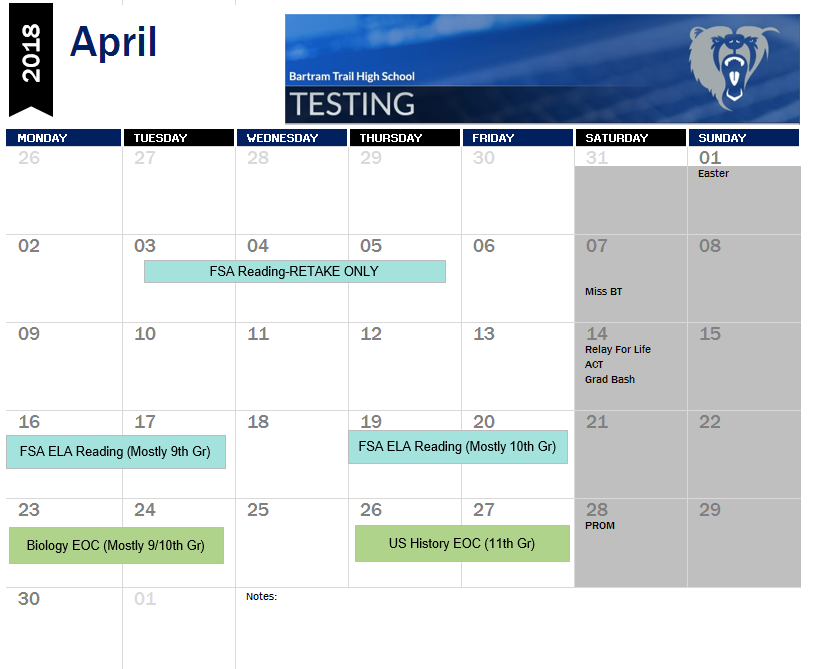 2018
April
Bartram Trail High School
TESTING
MONDAY TUESDAY WEDNESDAY THURSDAY FRIDAY SATURDAY SUNDAY
26 27 28 29 30 31 01
Easter
02 03 04 05 06 07 08
FSA Reading-RETAKE ONLY
Miss BT
09 10 11 12 13 14 15
Relay For Life
ACT
Grad Bash
16 17 18 19 20 21 22
FSA ELA Reading (Mostly 9th Gr) FSA ELA Reading (Mostly 10th Gr)
23 24 25 26 27 28 29
PROM
Biology EOC (Mostly 9/10th Gr) US History EOC (11th Gr)
30 01 Notes: